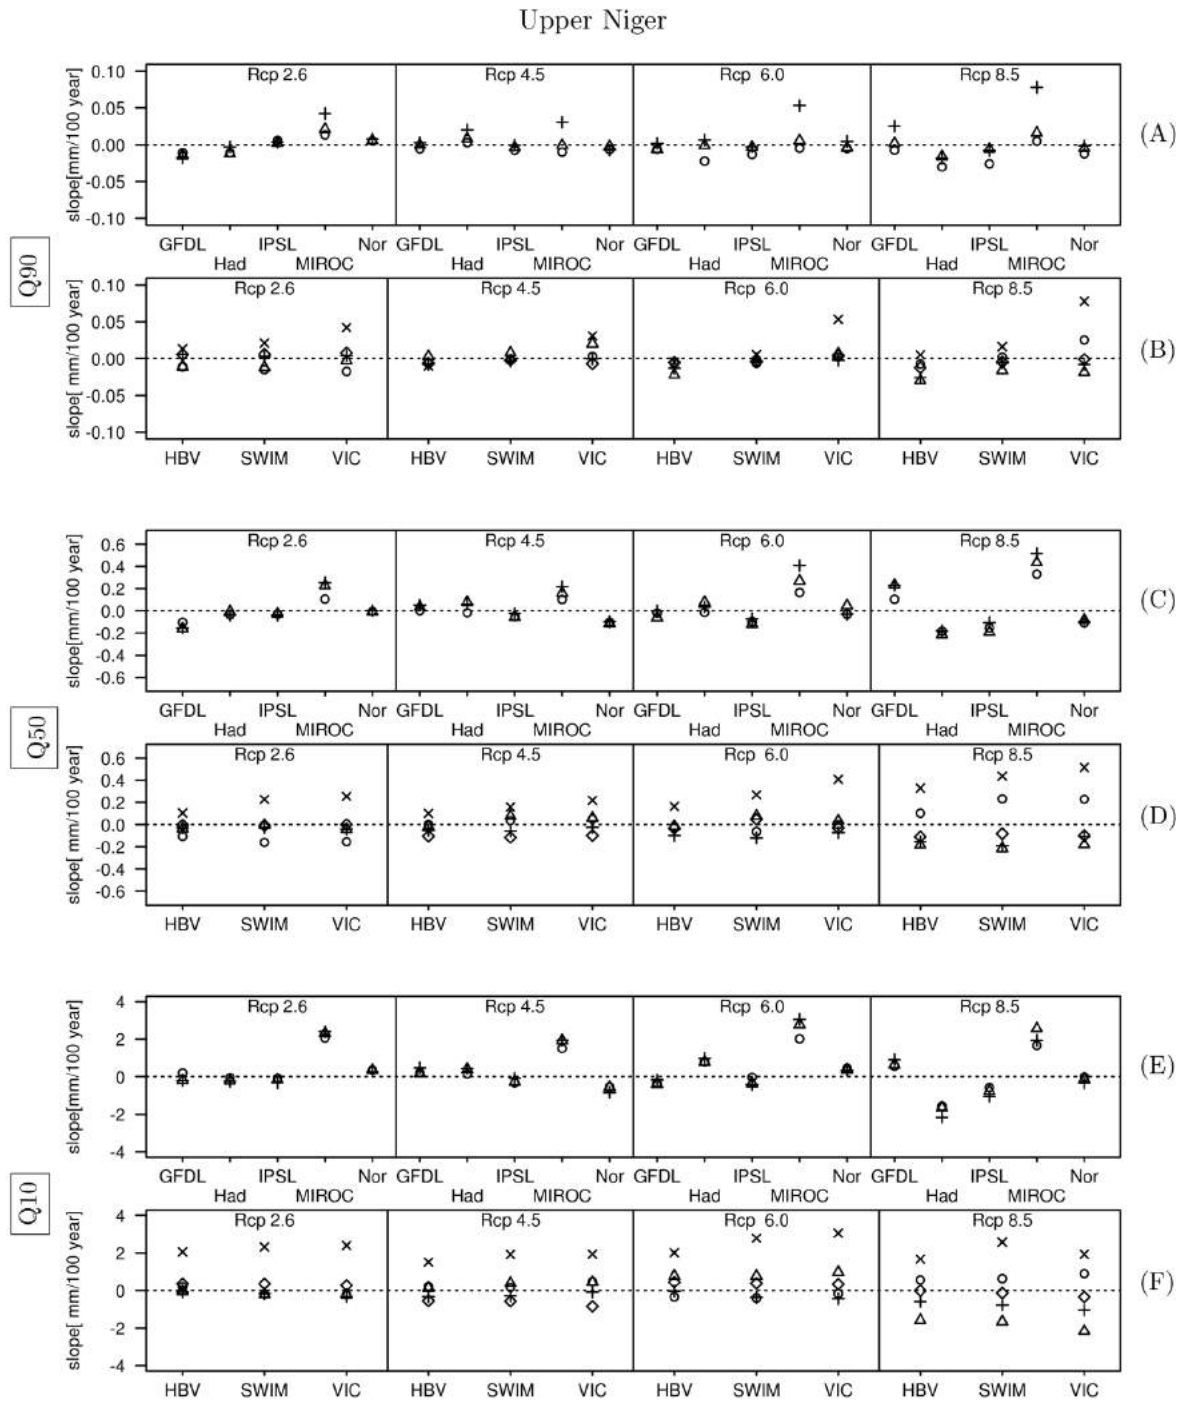 Upper Niger
Rcp 2.6 Rcp 4.5 Rcp 6.0 Rcp 8.5
0.10
0.05
0.00
-0.05
-0.10
slope[mm/100 year]
(A)
GFDL IPSL Nor GFDL IPSL Nor GFDL IPSL Nor GFDL IPSL Nor
Had MIROC Had MIROC Had MIROC Had MIROC
Q90
Rcp 2.6 Rcp 4.5 Rcp 6.0 Rcp 8.5
0.10
0.05
0.00
-0.05
-0.10
slope[ mm/100 year]
(B)
HBV SWIM VIC HBV SWIM VIC HBV SWIM VIC HBV SWIM VIC
Rcp 2.6 Rcp 4.5 Rcp 6.0 Rcp 8.5
0.6
0.4
0.2
0.0
-0.2
-0.4
-0.6
slope[mm/100 year]
(C)
GFDL IPSL Nor GFDL IPSL Nor GFDL IPSL Nor GFDL IPSL Nor
Had MIROC Had MIROC Had MIROC Had MIROC
Q50
Rcp 2.6 Rcp 4.5 Rcp 6.0 Rcp 8.5
0.6
0.4
0.2
0.0
-0.2
-0.4
-0.6
slope[ mm/100 year]
(D)
HBV SWIM VIC HBV SWIM VIC HBV SWIM VIC HBV SWIM VIC
Rcp 2.6 Rcp 4.5 Rcp 6.0 Rcp 8.5
4
2
0
-2
-4
slope[mm/100 year]
(E)
GFDL IPSL Nor GFDL IPSL Nor GFDL IPSL Nor GFDL IPSL Nor
Had MIROC Had MIROC Had MIROC Had MIROC
Q10
Rcp 2.6 Rcp 4.5 Rcp 6.0 Rcp 8.5
4
2
0
-2
-4
slope[ mm/100 year]
(F)
HBV SWIM VIC HBV SWIM VIC HBV SWIM VIC HBV SWIM VIC